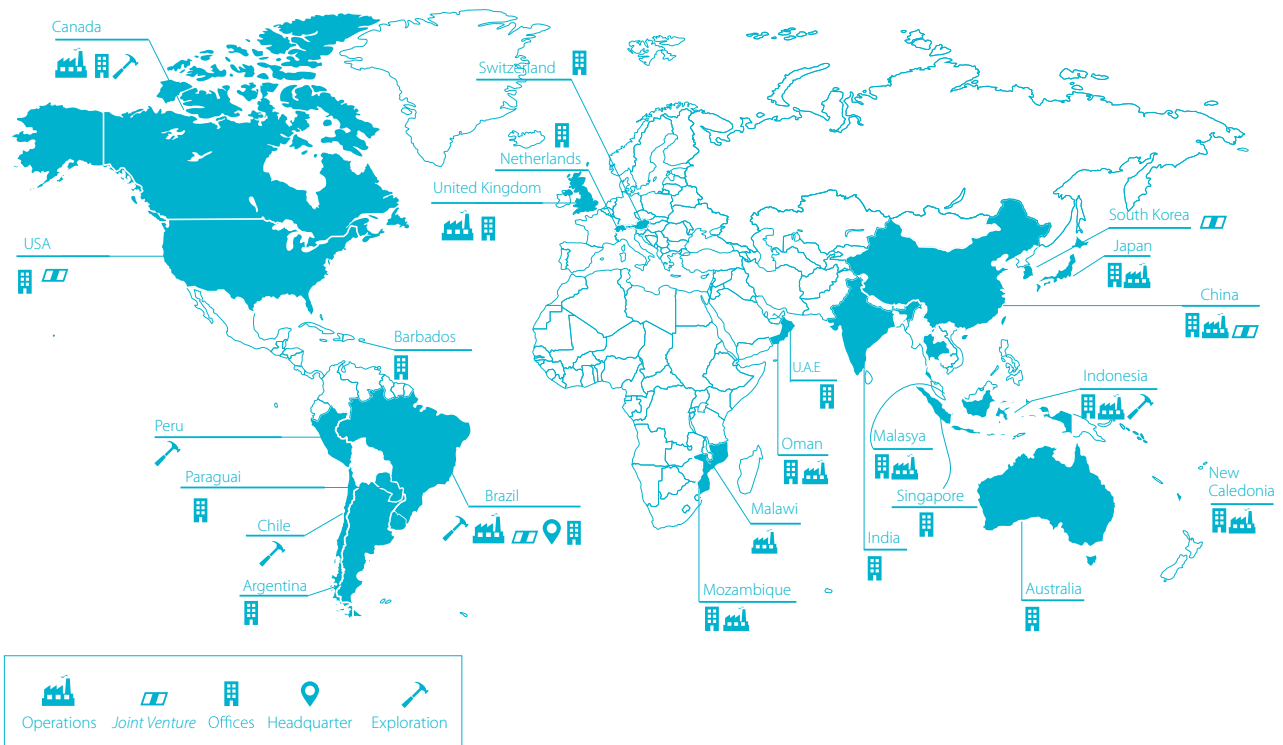 Canada
Switzerland
Netherlands
United Kingdom
South Korea
USA
Japan
China
Barbados
U.A.E
Indonesia
Peru
Oman
Malasya
Paraguai
New
Caledonia
Brazil
Singapore
Malawi
Chile
India
Argentina
Mozambique
Australia
Operations
Joint Venture
Offices
Headquarter
Exploration